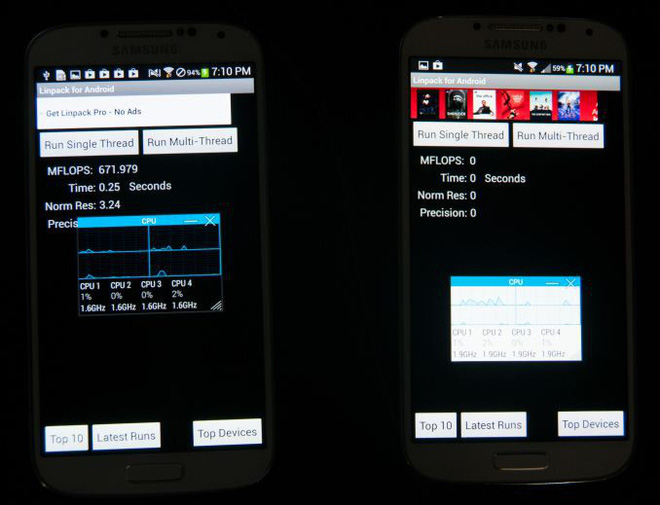 SAMSUNG
94% 7:10 PM
Linpack for Android
Get Linpack Pro - No Ads
Run Single Thread
Run Multi-Thread
MFLOPS: 671.979
Time: 0.25 Seconds
Norm Res: 3.24
Precis
CPU
CPU 1 CPU 2 CPU 3 CPU 4
1% 0% 0% 2%
1.6GHz 1.6GHz 1.6GHz 1.6GHz
Top 10
Latest Runs
Top Devices
SAMSUNG
59% 7:10 PM
Linpack for Android
Run Single Thread
Run Multi-Thread
MFLOPS: 0
Time: 0 Seconds
Norm Res: 0
Precision: 0
CPU
CPU 1 CPU 2 CPU 3 CPU 4
1% 2% 0% 1%
1.9GHz 1.9GHz 1.9GHz 1.9GHz
Top 10
Latest Runs
Top Devices